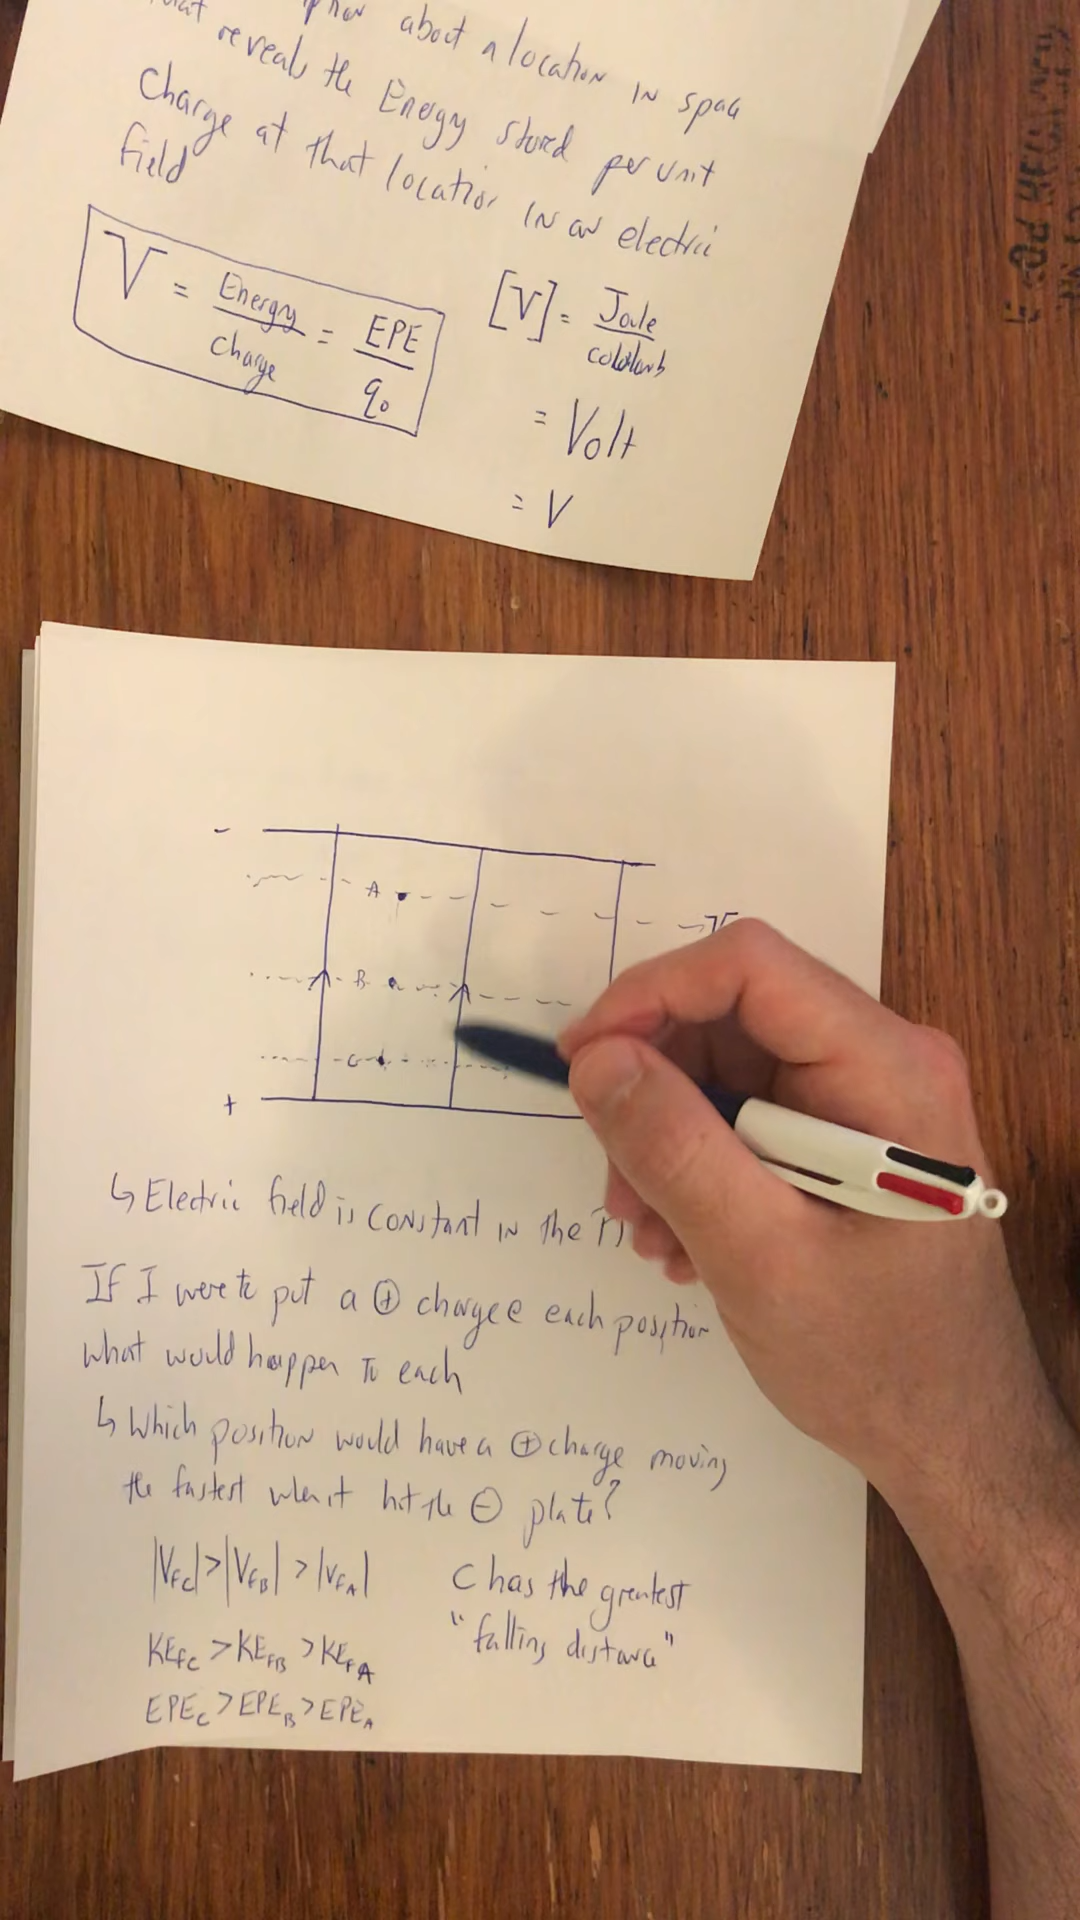 about a location in space
that reveals the Energy stored per unit
Charge at that location in an electric
field
V = Energy/charge = EPE/q₀
[V] = Joule/coulomb
= Volt
= V
-
A
B
C
+
↳ Electric field is constant in the
If I were to put a ⊕ charge @ each position
what would happen to each
↳ Which position would have a ⊕ charge moving
the fastest when it hit the ⊖ plate?
|V_fC| > |V_fB| > |V_fA|
C has the greatest
"falling distance"
KE_fC > KE_fB > KE_fA
EPE_C > EPE_B > EPE_A